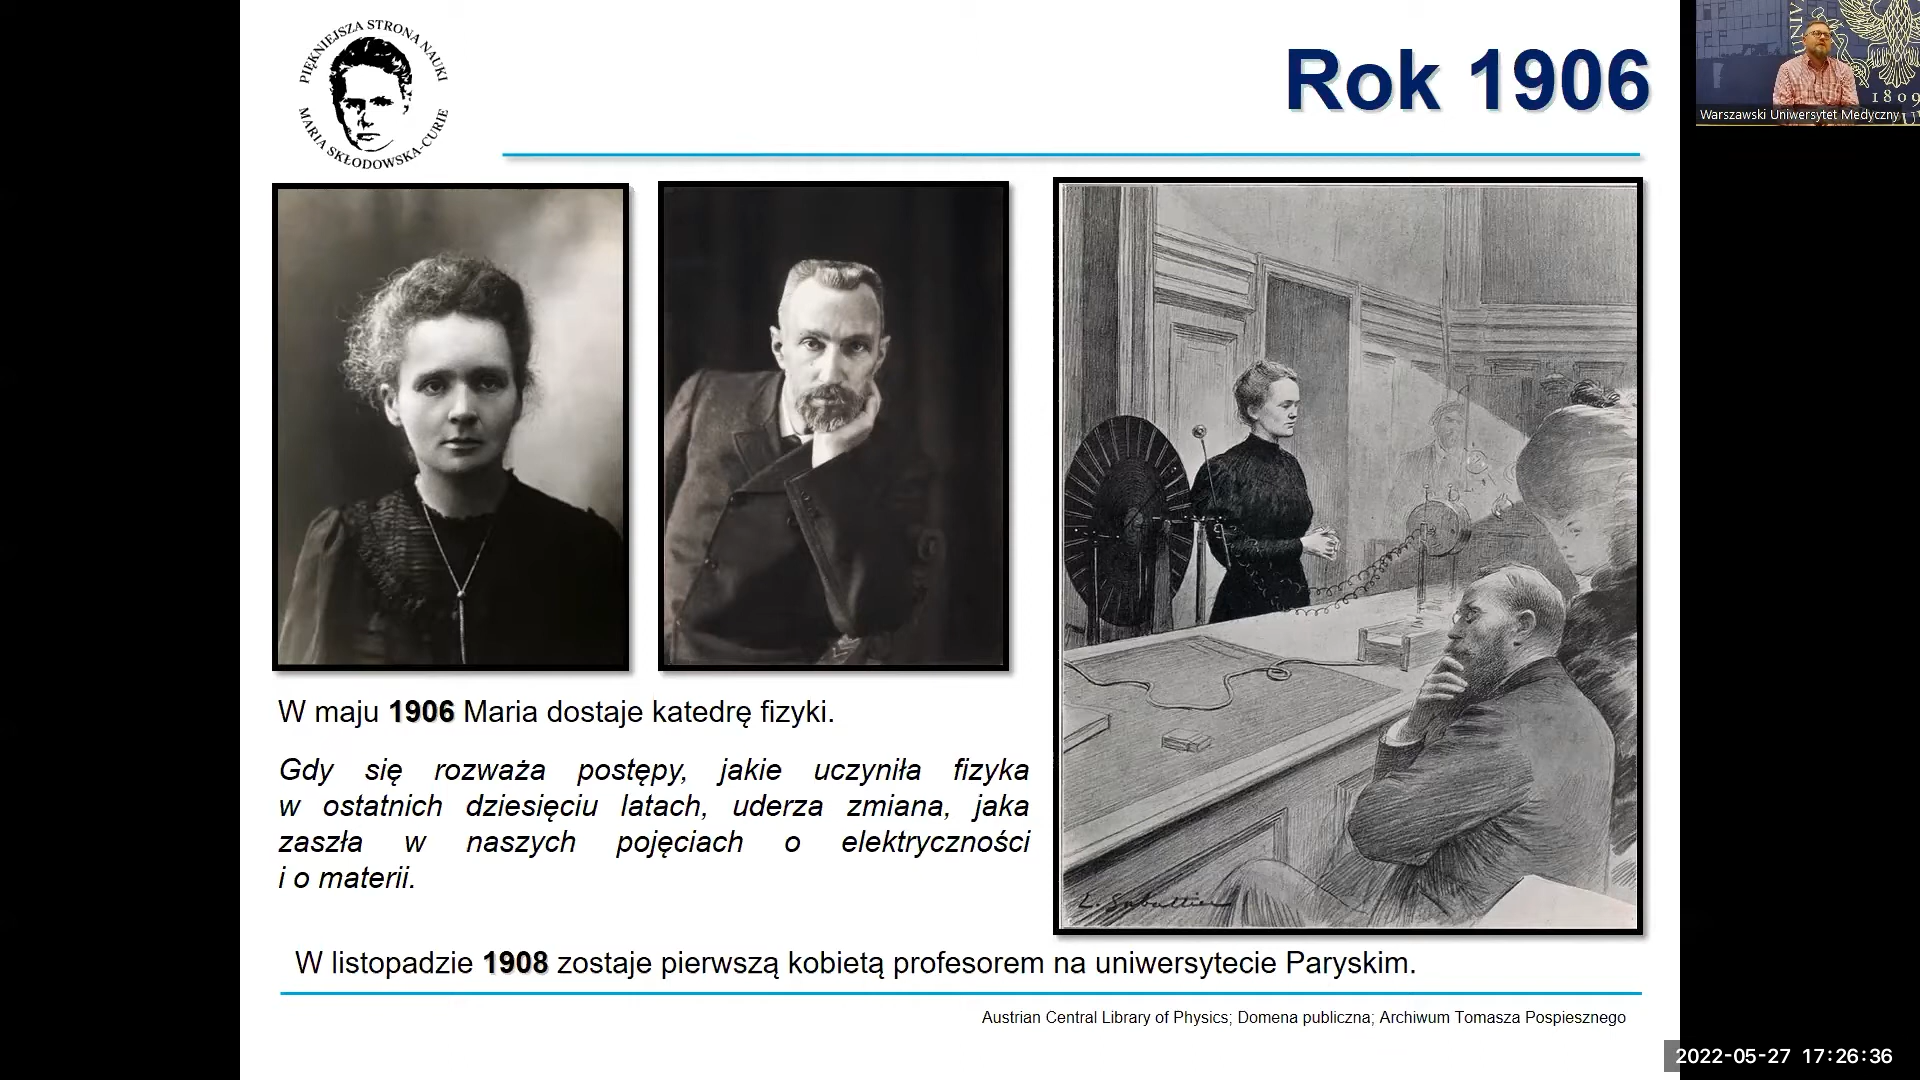 PIĘKNIEJSZA STRONA NAUKI
MARIA SKŁODOWSKA-CURIE
Rok 1906
1809
Warszawski Uniwersytet Medyczny
W maju 1906 Maria dostaje katedrę fizyki.
Gdy się rozważa postępy, jakie uczyniła fizyka
w ostatnich dziesięciu latach, uderza zmiana, jaka
zaszła w naszych pojęciach o elektryczności
i o materii.
L. Sabattier
W listopadzie 1908 zostaje pierwszą kobietą profesorem na uniwersytecie Paryskim.
Austrian Central Library of Physics; Domena publiczna; Archiwum Tomasza Pospiesznego
2022-05-27 17:26:36